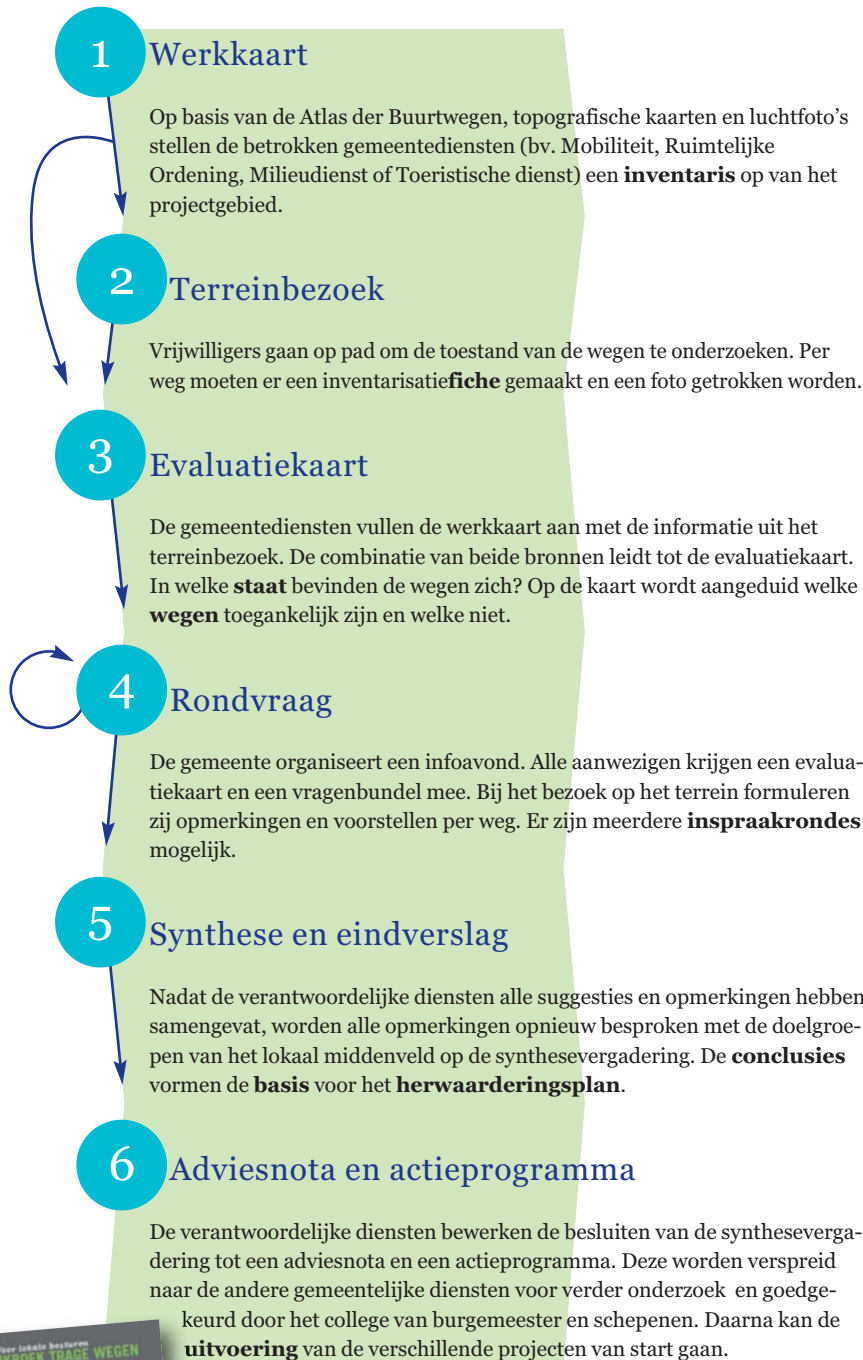 1 Werkkaart
Op basis van de Atlas der Buurtwegen, topografische kaarten en luchtfoto's
stellen de betrokken gemeentediensten (bv. Mobiliteit, Ruimtelijke
Ordening, Milieudienst of Toeristische dienst) een inventaris op van het
projectgebied.
2 Terreinbezoek
Vrijwilligers gaan op pad om de toestand van de wegen te onderzoeken. Per
weg moeten er een inventarisatiefiche gemaakt en een foto getrokken worden.
3 Evaluatiekaart
De gemeentediensten vullen de werkkaart aan met de informatie uit het
terreinbezoek. De combinatie van beide bronnen leidt tot de evaluatiekaart.
In welke staat bevinden de wegen zich? Op de kaart wordt aangeduid welke
wegen toegankelijk zijn en welke niet.
4 Rondvraag
De gemeente organiseert een infoavond. Alle aanwezigen krijgen een evalua-
tiekaart en een vragenbundel mee. Bij het bezoek op het terrein formuleren
zij opmerkingen en voorstellen per weg. Er zijn meerdere inspraakrondes
mogelijk.
5 Synthese en eindverslag
Nadat de verantwoordelijke diensten alle suggesties en opmerkingen hebben
samengevat, worden alle opmerkingen opnieuw besproken met de doelgroe-
pen van het lokaal middenveld op de synthesevergadering. De conclusies
vormen de basis voor het herwaarderingsplan.
6 Adviesnota en actieprogramma
De verantwoordelijke diensten bewerken de besluiten van de syntheseverga-
dering tot een adviesnota en een actieprogramma. Deze worden verspreid
naar de andere gemeentelijke diensten voor verder onderzoek en goedge-
keurd door het college van burgemeester en schepenen. Daarna kan de
uitvoering van de verschillende projecten van start gaan.
lokale besturen
TRAGE WEGEN